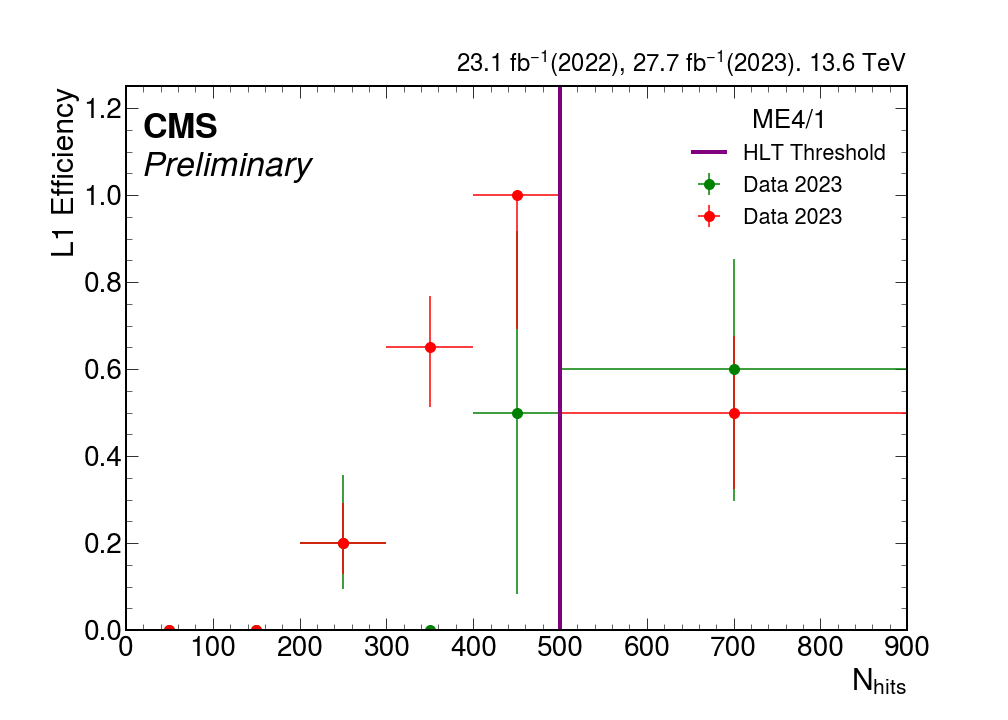 23.1 fb⁻¹(2022), 27.7 fb⁻¹(2023). 13.6 TeV
CMS
Preliminary
ME4/1
HLT Threshold
Data 2023
Data 2023
L1 Efficiency
1.2
1.0
0.8
0.6
0.4
0.2
0.0
0 100 200 300 400 500 600 700 800 900
N_hits